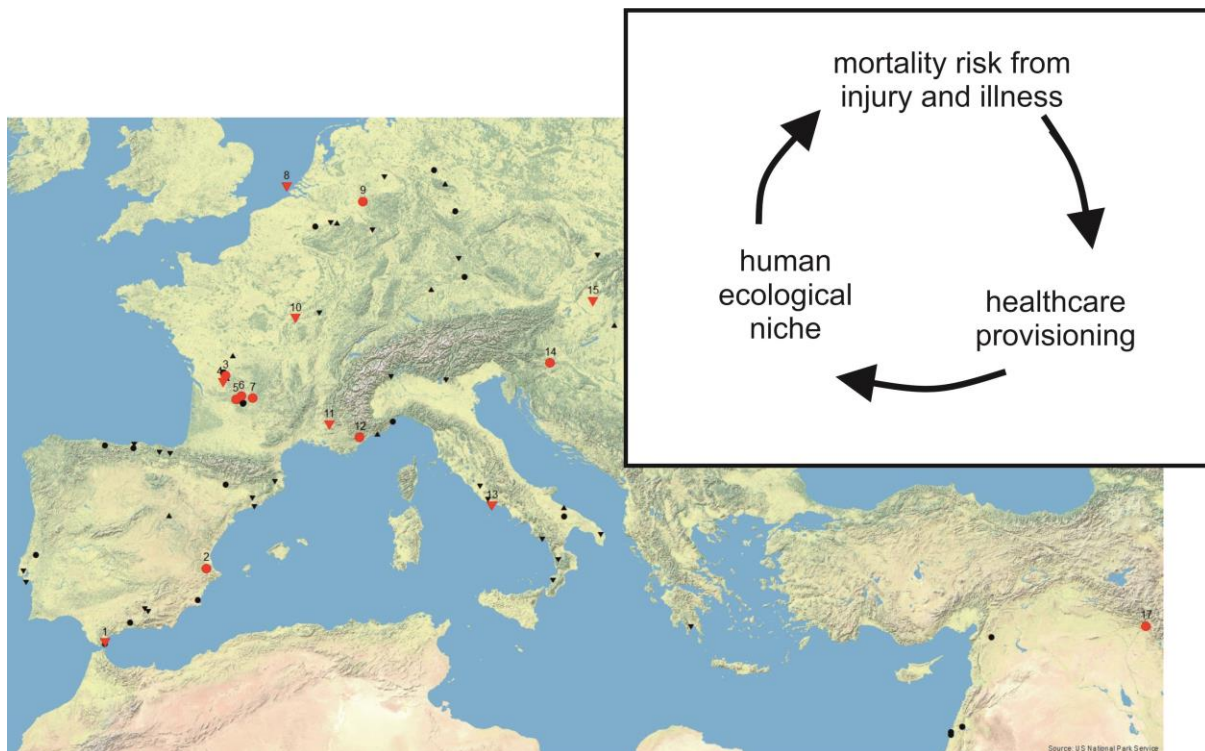 mortality risk from
injury and illness
human
ecological
niche
healthcare
provisioning
8
9
10
15
14
3
4
5
6
7
11
12
13
2
1
17
Source: US National Park Service